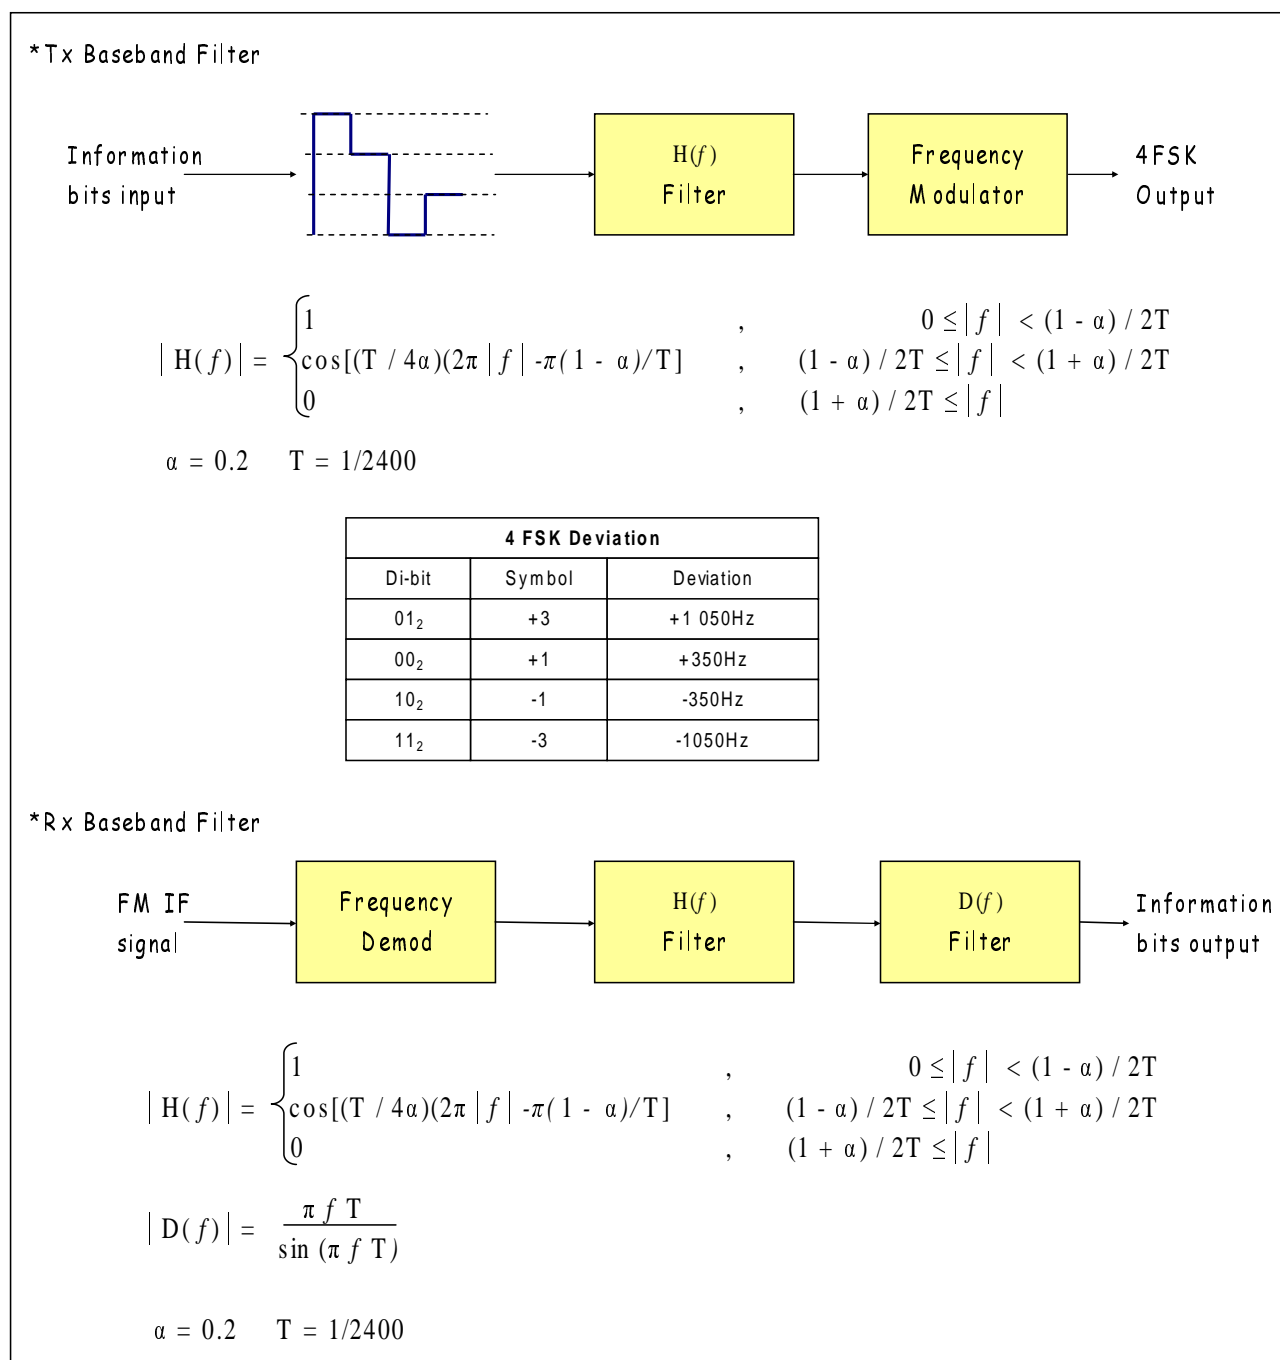 *Tx Baseband Filter
Information
bits input
H(f)
Filter
Frequency
Modulator
4FSK
Output
| H(f) | = { 1 , 0 ≤ | f | < (1 - α) / 2T
cos[(T / 4α)(2π | f | -π(1 - α)/T] , (1 - α) / 2T ≤ | f | < (1 + α) / 2T
0 , (1 + α) / 2T ≤ | f |
α = 0.2 T = 1/2400
4 FSK Deviation
Di-bit Symbol Deviation
01₂ +3 +1 050Hz
00₂ +1 +350Hz
10₂ -1 -350Hz
11₂ -3 -1050Hz
*Rx Baseband Filter
FM IF
signal
Frequency
Demod
H(f)
Filter
D(f)
Filter
Information
bits output
| H(f) | = { 1 , 0 ≤ | f | < (1 - α) / 2T
cos[(T / 4α)(2π | f | -π(1 - α)/T] , (1 - α) / 2T ≤ | f | < (1 + α) / 2T
0 , (1 + α) / 2T ≤ | f |
| D(f) | = π f T / sin (π f T)
α = 0.2 T = 1/2400